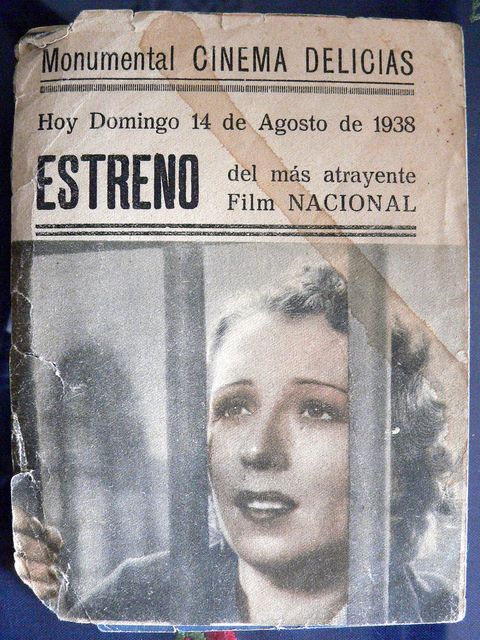 Monumental CINEMA DELICIAS
Hoy Domingo 14 de Agosto de 1938
ESTRENO
del más atrayente
Film NACIONAL